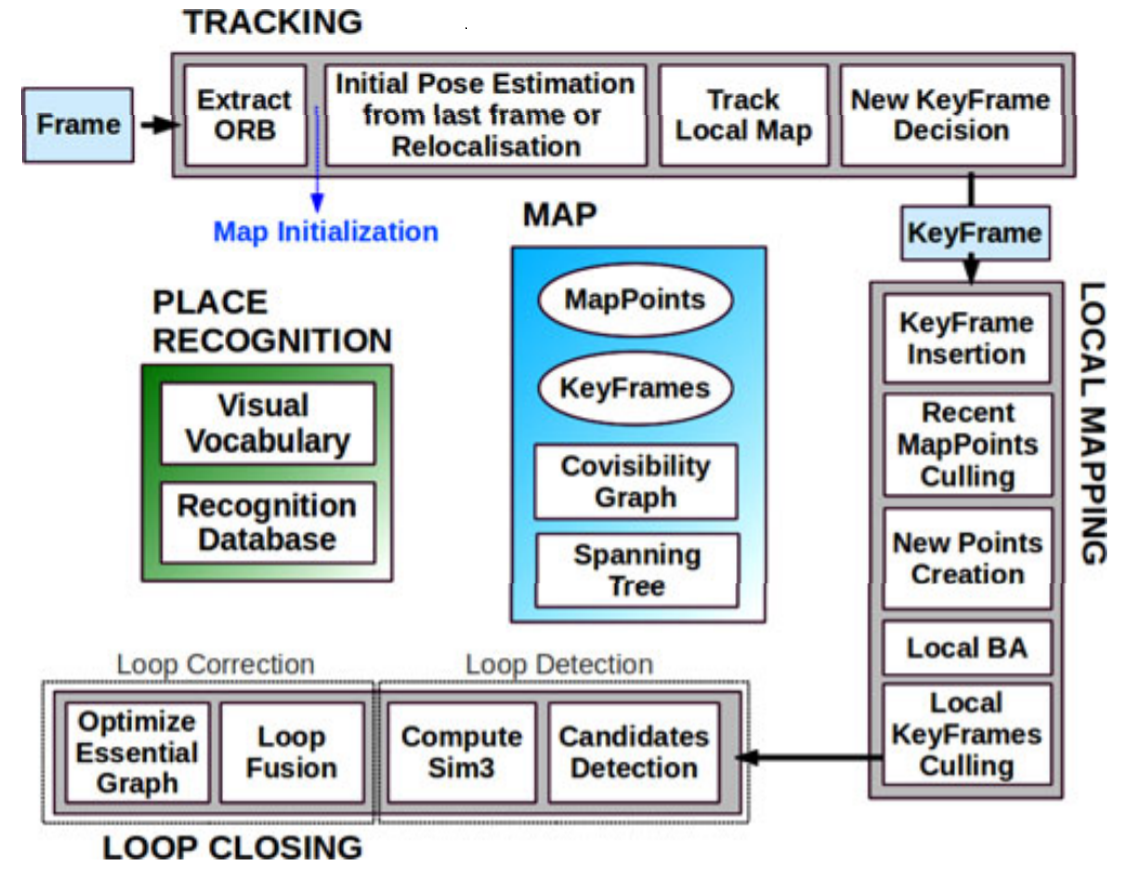 TRACKING
Frame
Extract
ORB
Initial Pose Estimation
from last frame or
Relocalisation
Track
Local Map
New KeyFrame
Decision
Map Initialization
MAP
KeyFrame
PLACE
RECOGNITION
Visual
Vocabulary
Recognition
Database
MapPoints
KeyFrames
Covisibility
Graph
Spanning
Tree
LOCAL MAPPING
KeyFrame
Insertion
Recent
MapPoints
Culling
New Points
Creation
Local BA
Local
KeyFrames
Culling
Loop Correction
Loop Detection
Optimize
Essential
Graph
Loop
Fusion
Compute
Sim3
Candidates
Detection
LOOP CLOSING